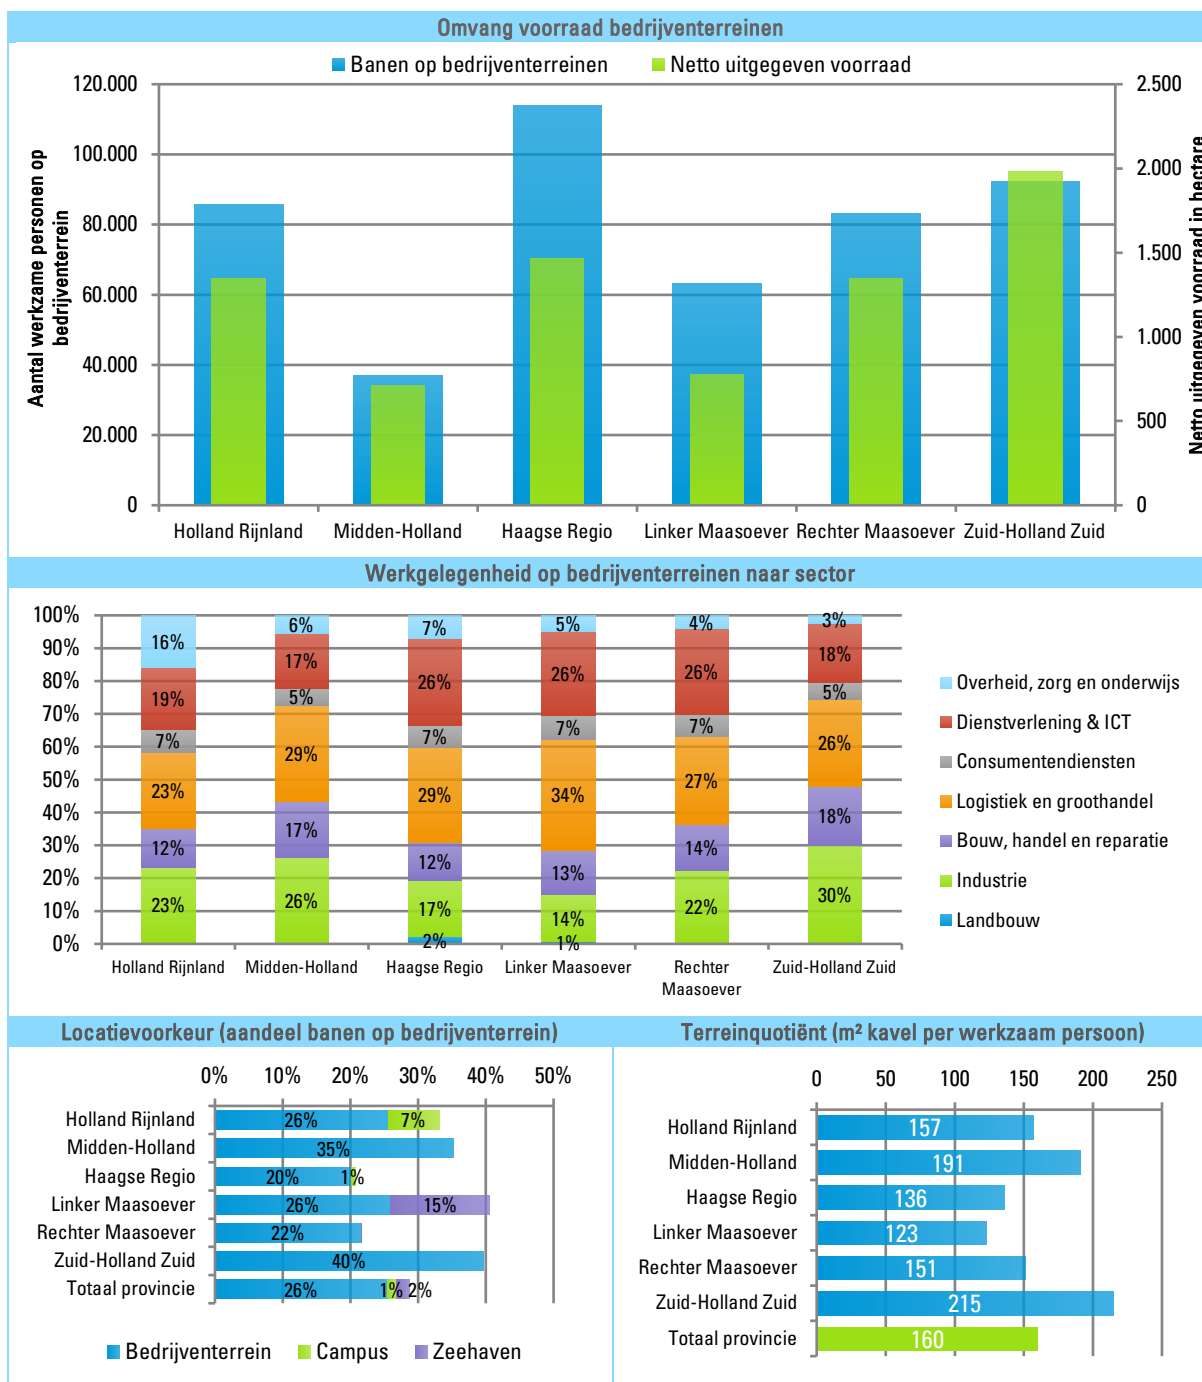 Omvang voorraad bedrijventerreinen
Banen op bedrijventerreinen
Netto uitgegeven voorraad
120.000
100.000
80.000
60.000
40.000
20.000
0
Aantal werkzame personen op
bedrijventerrein
2.500
2.000
1.500
1.000
500
0
Netto uitgegeven voorraad in hectare
Holland Rijnland
Midden-Holland
Haagse Regio
Linker Maasoever
Rechter Maasoever
Zuid-Holland Zuid
Werkgelegenheid op bedrijventerreinen naar sector
100%
90%
80%
70%
60%
50%
40%
30%
20%
10%
0%
16%
19%
7%
23%
12%
23%
6%
17%
5%
29%
17%
26%
7%
26%
7%
29%
12%
17%
2%
5%
26%
7%
34%
13%
14%
1%
4%
26%
7%
27%
14%
22%
3%
18%
5%
26%
18%
30%
Holland Rijnland
Midden-Holland
Haagse Regio
Linker Maasoever
Rechter
Maasoever
Zuid-Holland Zuid
Overheid, zorg en onderwijs
Dienstverlening & ICT
Consumentendiensten
Logistiek en groothandel
Bouw, handel en reparatie
Industrie
Landbouw
Locatievoorkeur (aandeel banen op bedrijventerrein)
0% 10% 20% 30% 40% 50%
Holland Rijnland 26% 7%
Midden-Holland 35%
Haagse Regio 20% 1%
Linker Maasoever 26% 15%
Rechter Maasoever 22%
Zuid-Holland Zuid 40%
Totaal provincie 26% 1% 2%
Bedrijventerrein Campus Zeehaven
Terreinquotiënt (m² kavel per werkzaam persoon)
0 50 100 150 200 250
Holland Rijnland 157
Midden-Holland 191
Haagse Regio 136
Linker Maasoever 123
Rechter Maasoever 151
Zuid-Holland Zuid 215
Totaal provincie 160